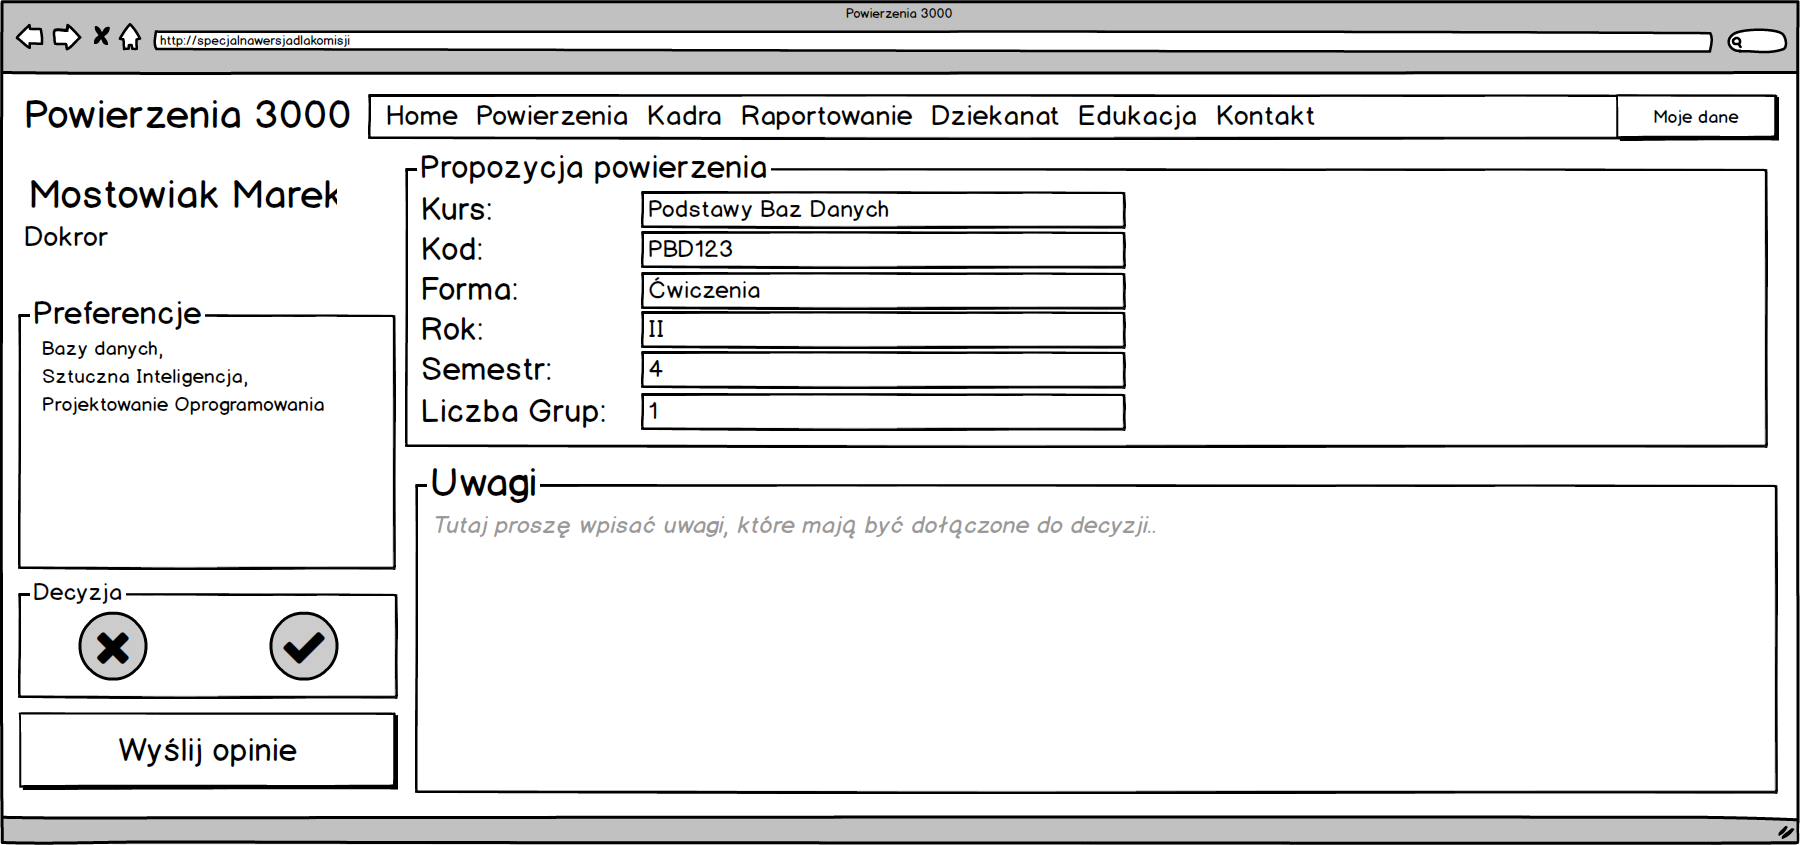 Powierzenia 3000
http://specjalnawersjadlakomisji
Powierzenia 3000
Home Powierzenia Kadra Raportowanie Dziekanat Edukacja Kontakt
Moje dane
Mostowiak Marek
Dokror
Preferencje
Bazy danych,
Sztuczna Inteligencja,
Projektowanie Oprogramowania
Decyzja
Wyślij opinie
Propozycja powierzenia
Kurs: Podstawy Baz Danych
Kod: PBD123
Forma: Ćwiczenia
Rok: II
Semestr: 4
Liczba Grup: 1
Uwagi
Tutaj proszę wpisać uwagi, które mają być dołączone do decyzji..